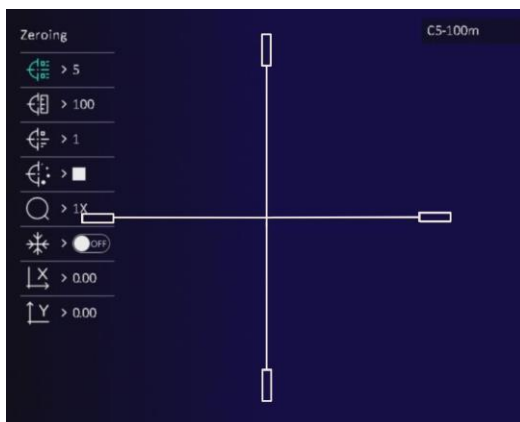 Zeroing
C5-100m
> 5
> 100
> 1
>
> 1X
> OFF
X > 0.00
Y > 0.00